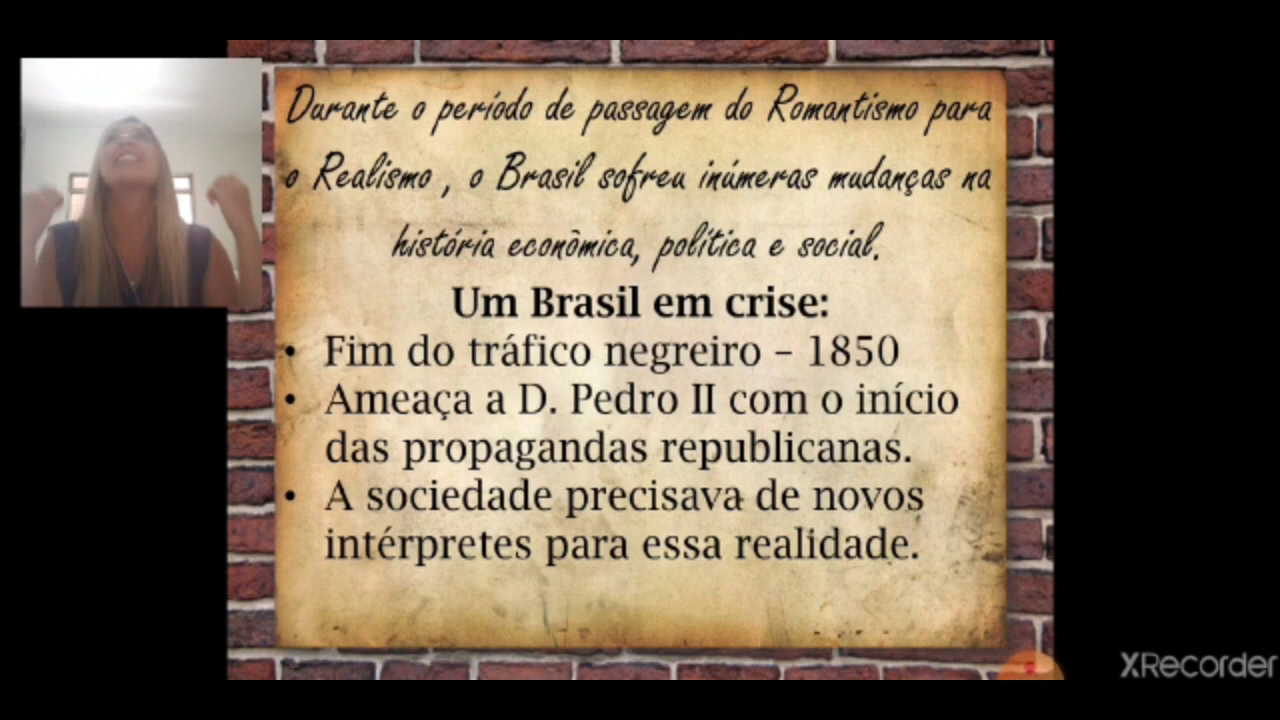 Durante o período de passagem do Romantismo para
o Realismo , o Brasil sofreu inúmeras mudanças na
história econômica, política e social.
Um Brasil em crise:
• Fim do tráfico negreiro – 1850
• Ameaça a D. Pedro II com o início
das propagandas republicanas.
• A sociedade precisava de novos
intérpretes para essa realidade.
XRecorder